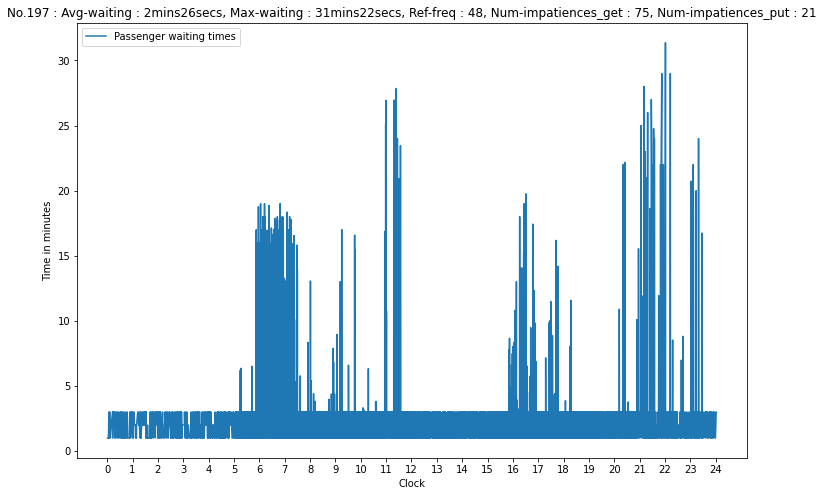 No.197 : Avg-waiting : 2mins26secs, Max-waiting : 31mins22secs, Ref-freq : 48, Num-impatiences_get : 75, Num-impatiences_put : 21
Passenger waiting times
30
25
20
15
10
5
0
Time in minutes
0 1 2 3 4 5 6 7 8 9 10 11 12 13 14 15 16 17 18 19 20 21 22 23 24
Clock